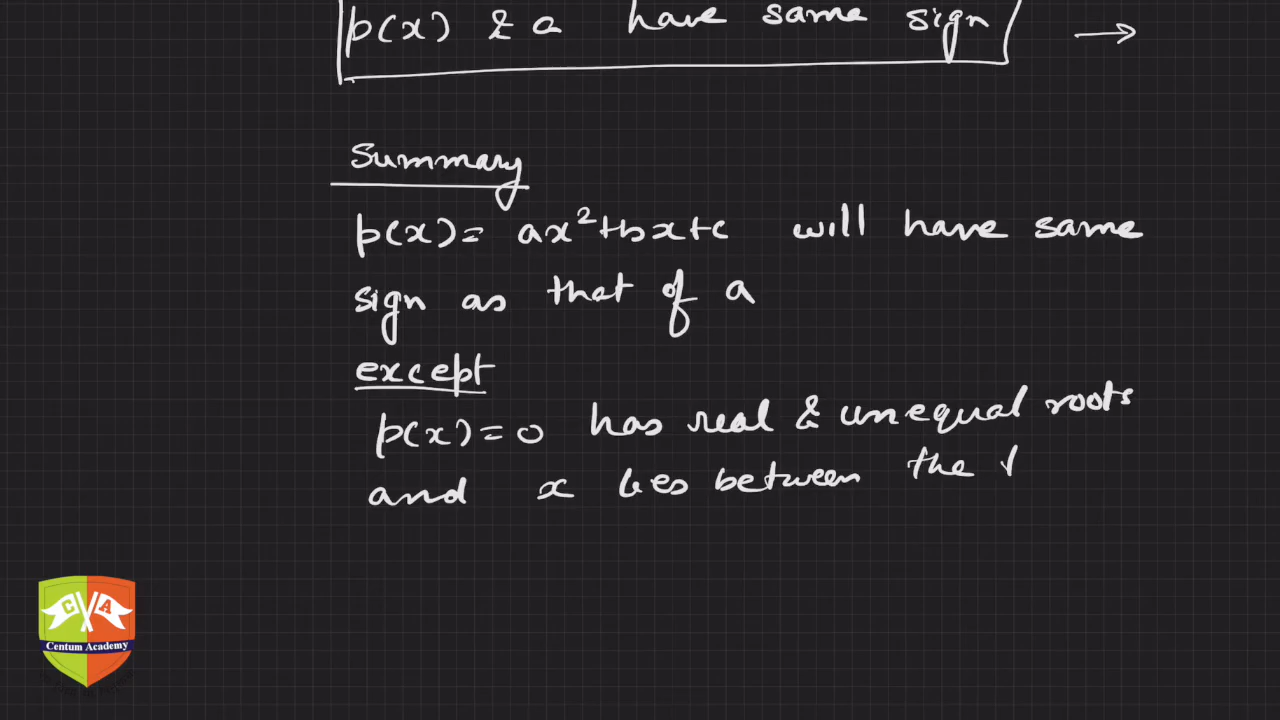 p(x) & a have same sign →
Summary
p(x) = ax²+bx+c will have same
sign as that of a
except
p(x) = 0 has real & unequal roots
and x lies between the
C A
Centum Academy